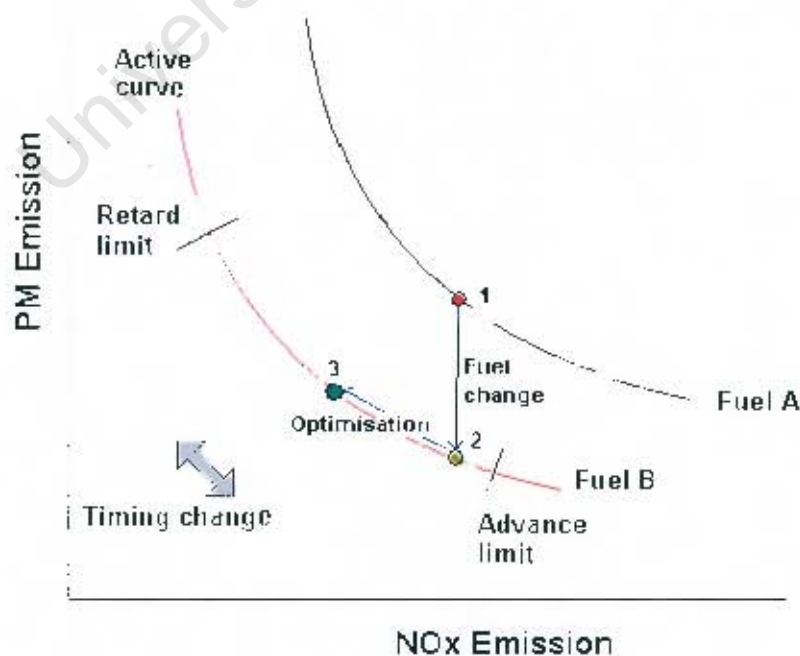 Univers
Active
curve
PM Emission
Retard
limit
1
Fuel
change
3
Optimisation
2
Fuel A
Fuel B
Timing change
Advance
limit
NOx Emission